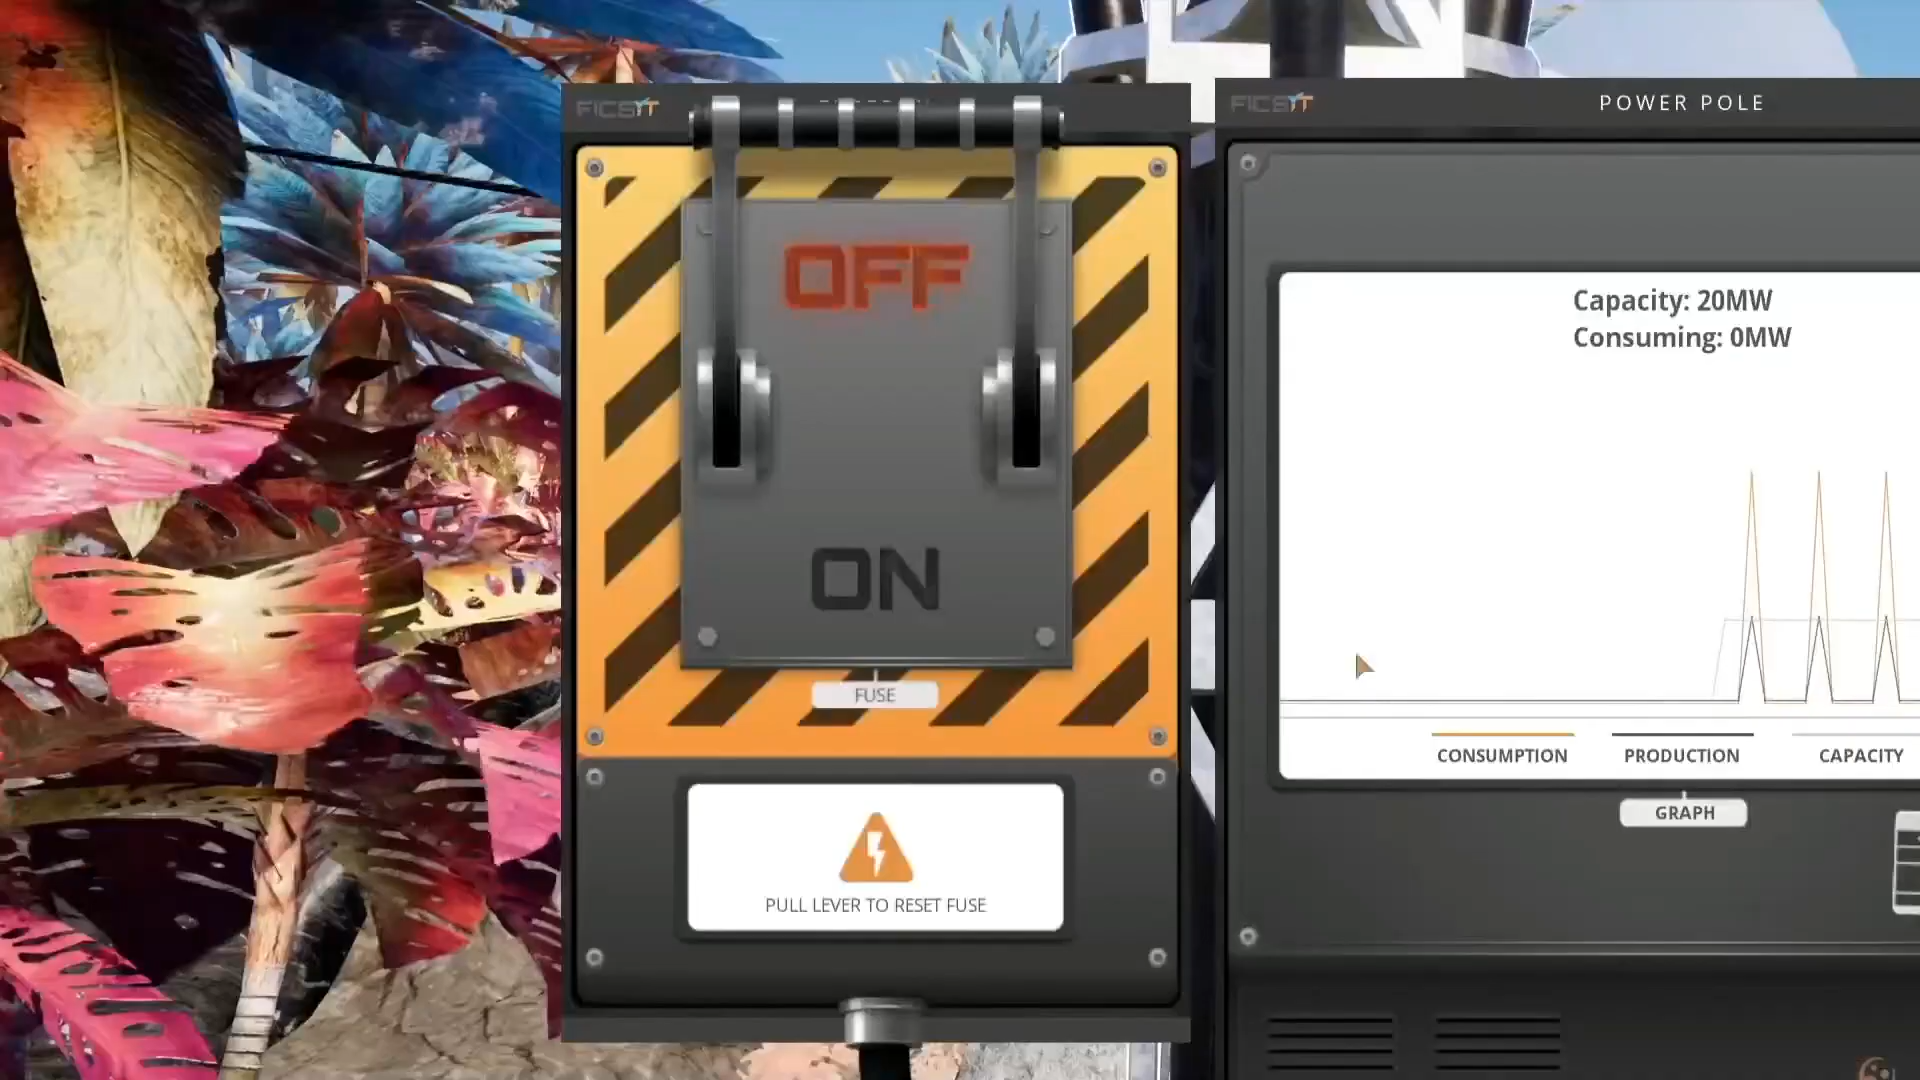 FICSIT
OFF
ON
FUSE
PULL LEVER TO RESET FUSE
FICSIT
POWER POLE
Capacity: 20MW
Consuming: 0MW
CONSUMPTION
PRODUCTION
CAPACITY
GRAPH